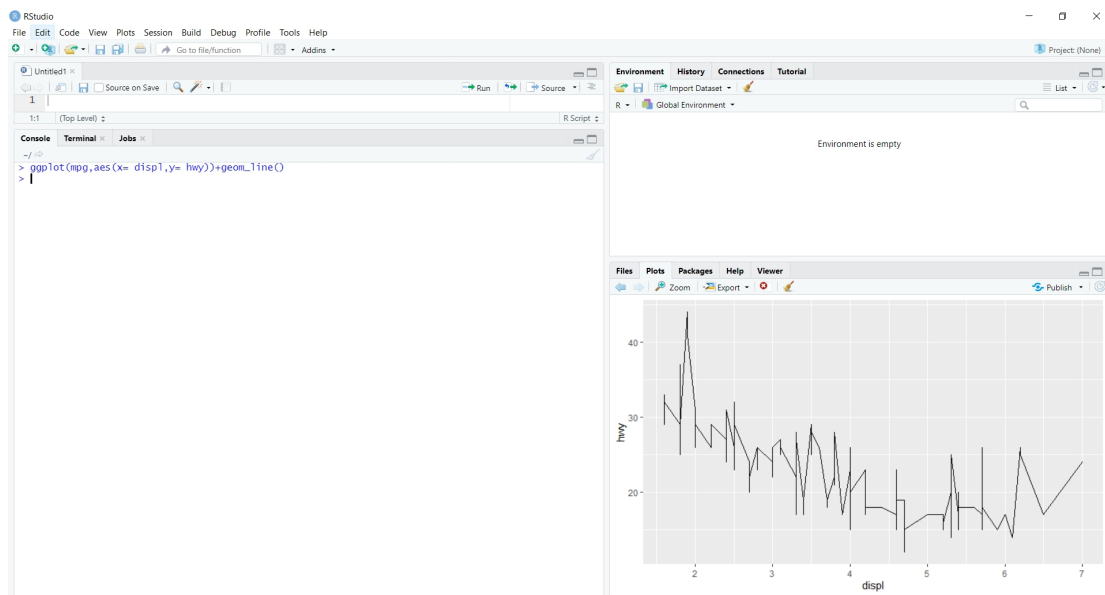 RStudio
File Edit Code View Plots Session Build Debug Profile Tools Help
Go to file/function Addins Project: (None)
Untitled1
Source on Save Run Source
1
1:1 (Top Level) R Script
Console Terminal Jobs
~/
> ggplot(mpg,aes(x= displ,y= hwy))+geom_line()
>
Environment History Connections Tutorial
Import Dataset List
R Global Environment
Environment is empty
Files Plots Packages Help Viewer
Zoom Export Publish
40
30
20
hwy
2 3 4 5 6 7
displ